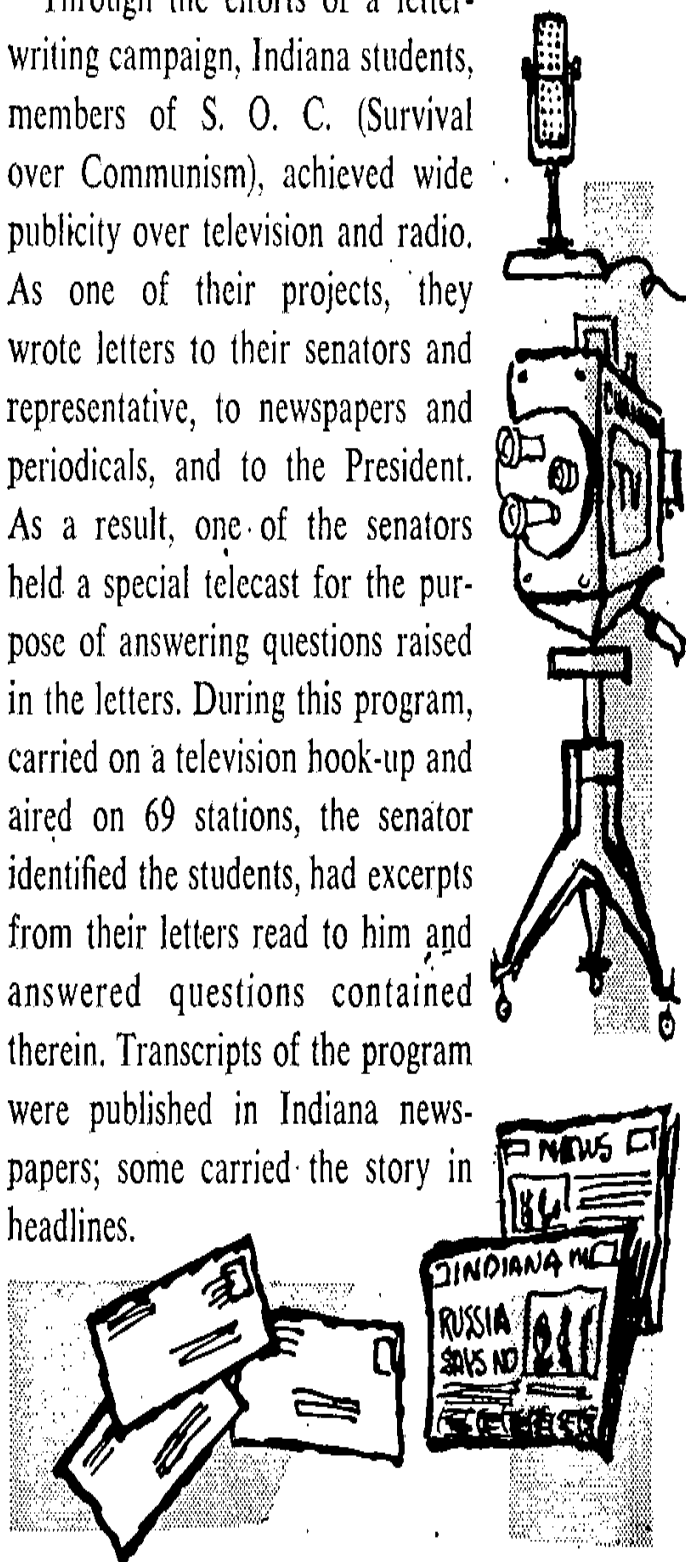 Through the efforts of a letter-
writing campaign, Indiana students,
members of S. O. C. (Survival
over Communism), achieved wide
publicity over television and radio.
As one of their projects, they
wrote letters to their senators and
representative, to newspapers and
periodicals, and to the President.
As a result, one of the senators
held a special telecast for the pur-
pose of answering questions raised
in the letters. During this program,
carried on a television hook-up and
aired on 69 stations, the senator
identified the students, had excerpts
from their letters read to him and
answered questions contained
therein. Transcripts of the program
were published in Indiana news-
papers; some carried the story in
headlines.
TV
NEWS
INDIANA
RUSSIA
SAYS NO